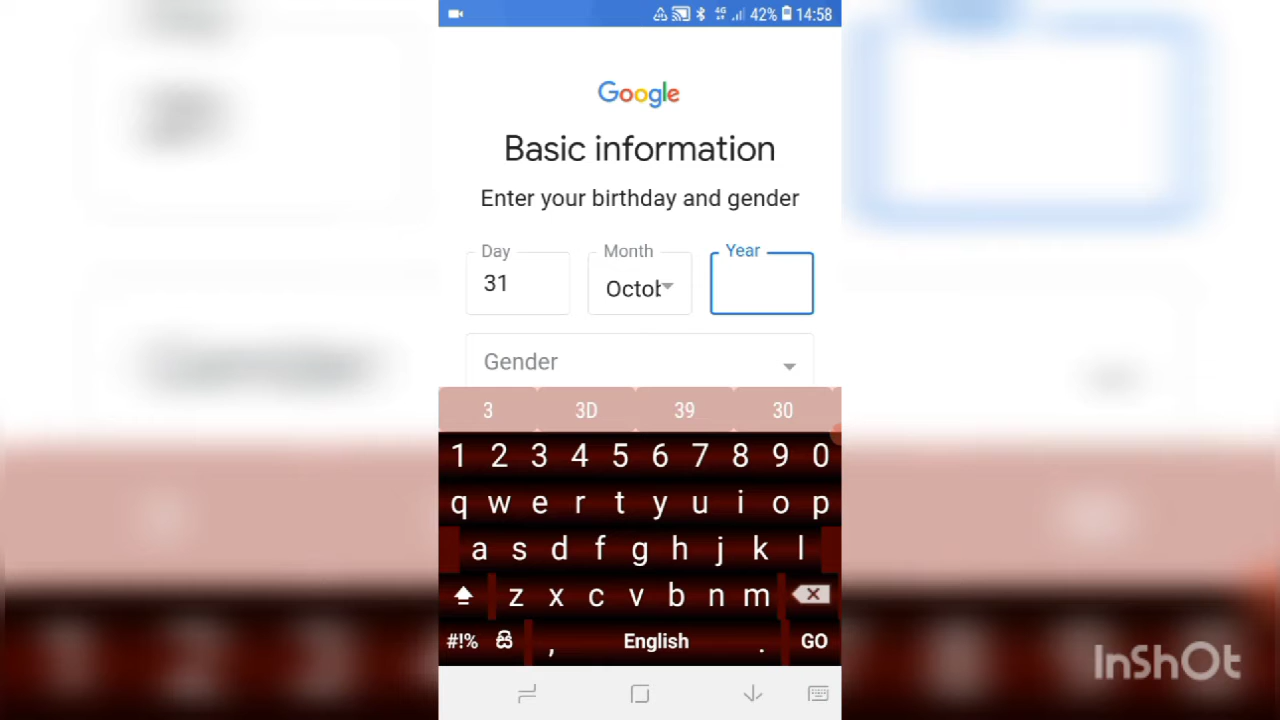 42% 14:58
Google
Basic information
Enter your birthday and gender
Day Month Year
31 Octob
Gender
3 3D 39 30
1 2 3 4 5 6 7 8 9 0
q w e r t y u i o p
a s d f g h j k l
z x c v b n m
#!% සි , English . GO
InShOt